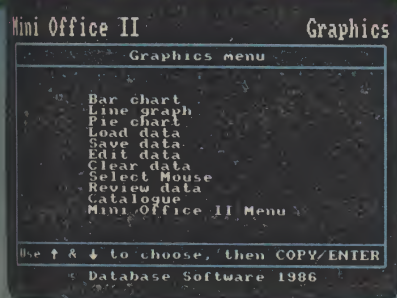 Mini Office II Graphics
Graphics menu
Bar chart
Line graph
Pie chart
Load data
Save data
Edit data
Clear data
Select Mouse
Review data
Catalogue
Mini Office II Menu
Use ↑ & ↓ to choose, then COPY/ENTER
Database Software 1986